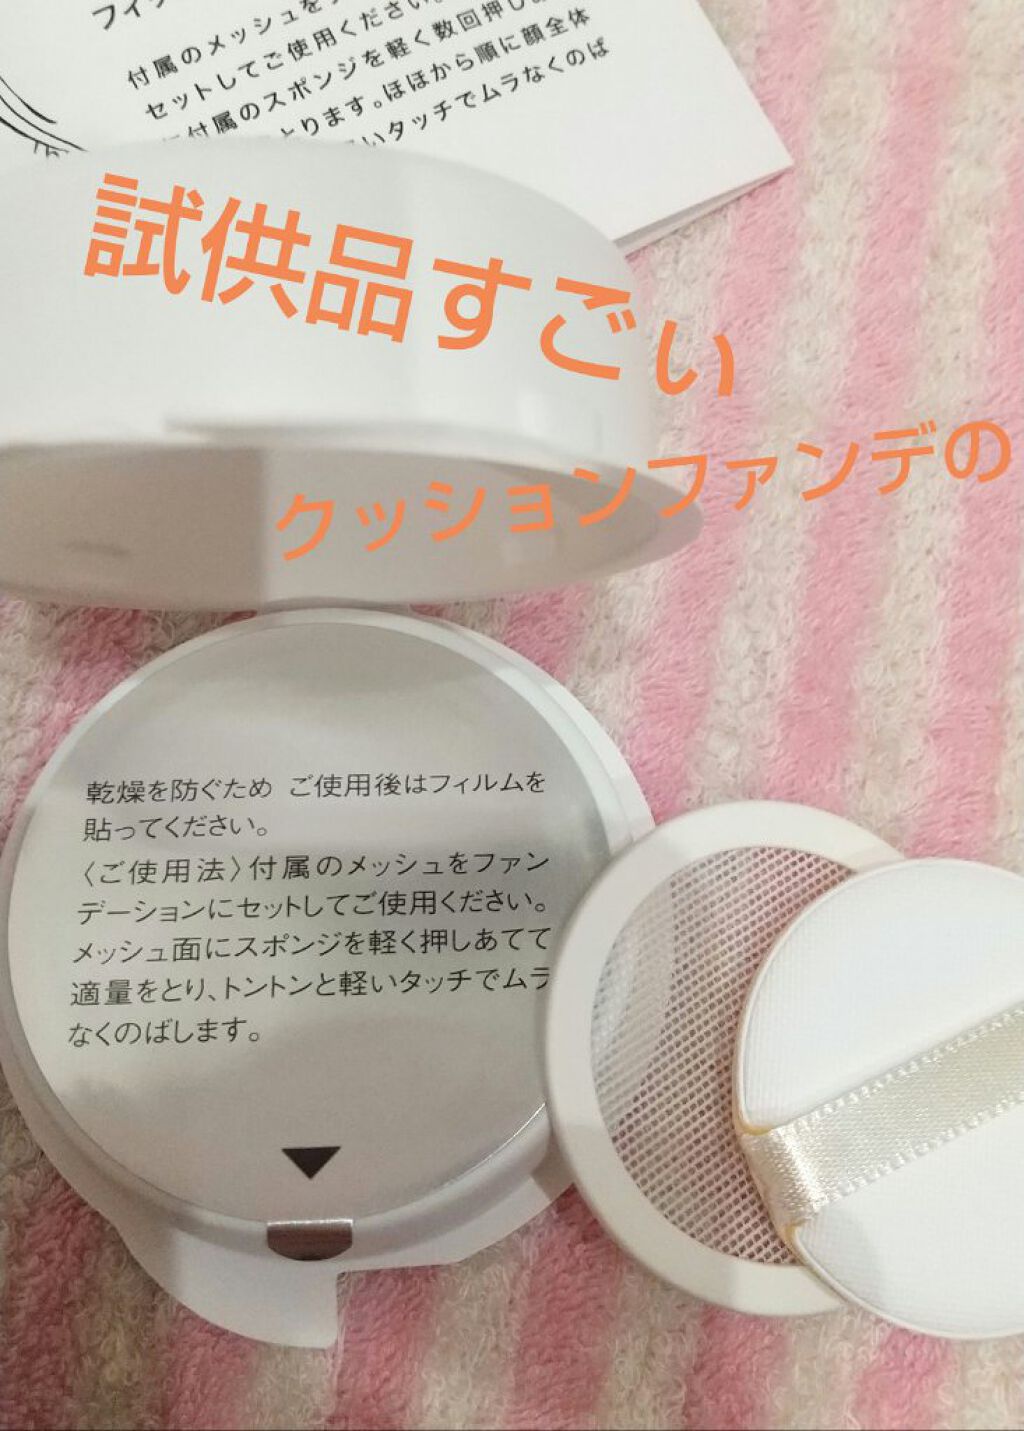 フィ
付属のメッシュを
セットしてご使用ください
付属のスポンジを軽く数回押し
とります。ほほから順に顔全体
いタッチでムラなくのば
試供品すごぃ
クッションファンデの
乾燥を防ぐため ご使用後はフィルムを
貼ってください。
〈ご使用法〉付属のメッシュをファン
デーションにセットしてご使用ください。
メッシュ面にスポンジを軽く押しあてて
適量をとり、トントンと軽いタッチでムラ
なくのばします。